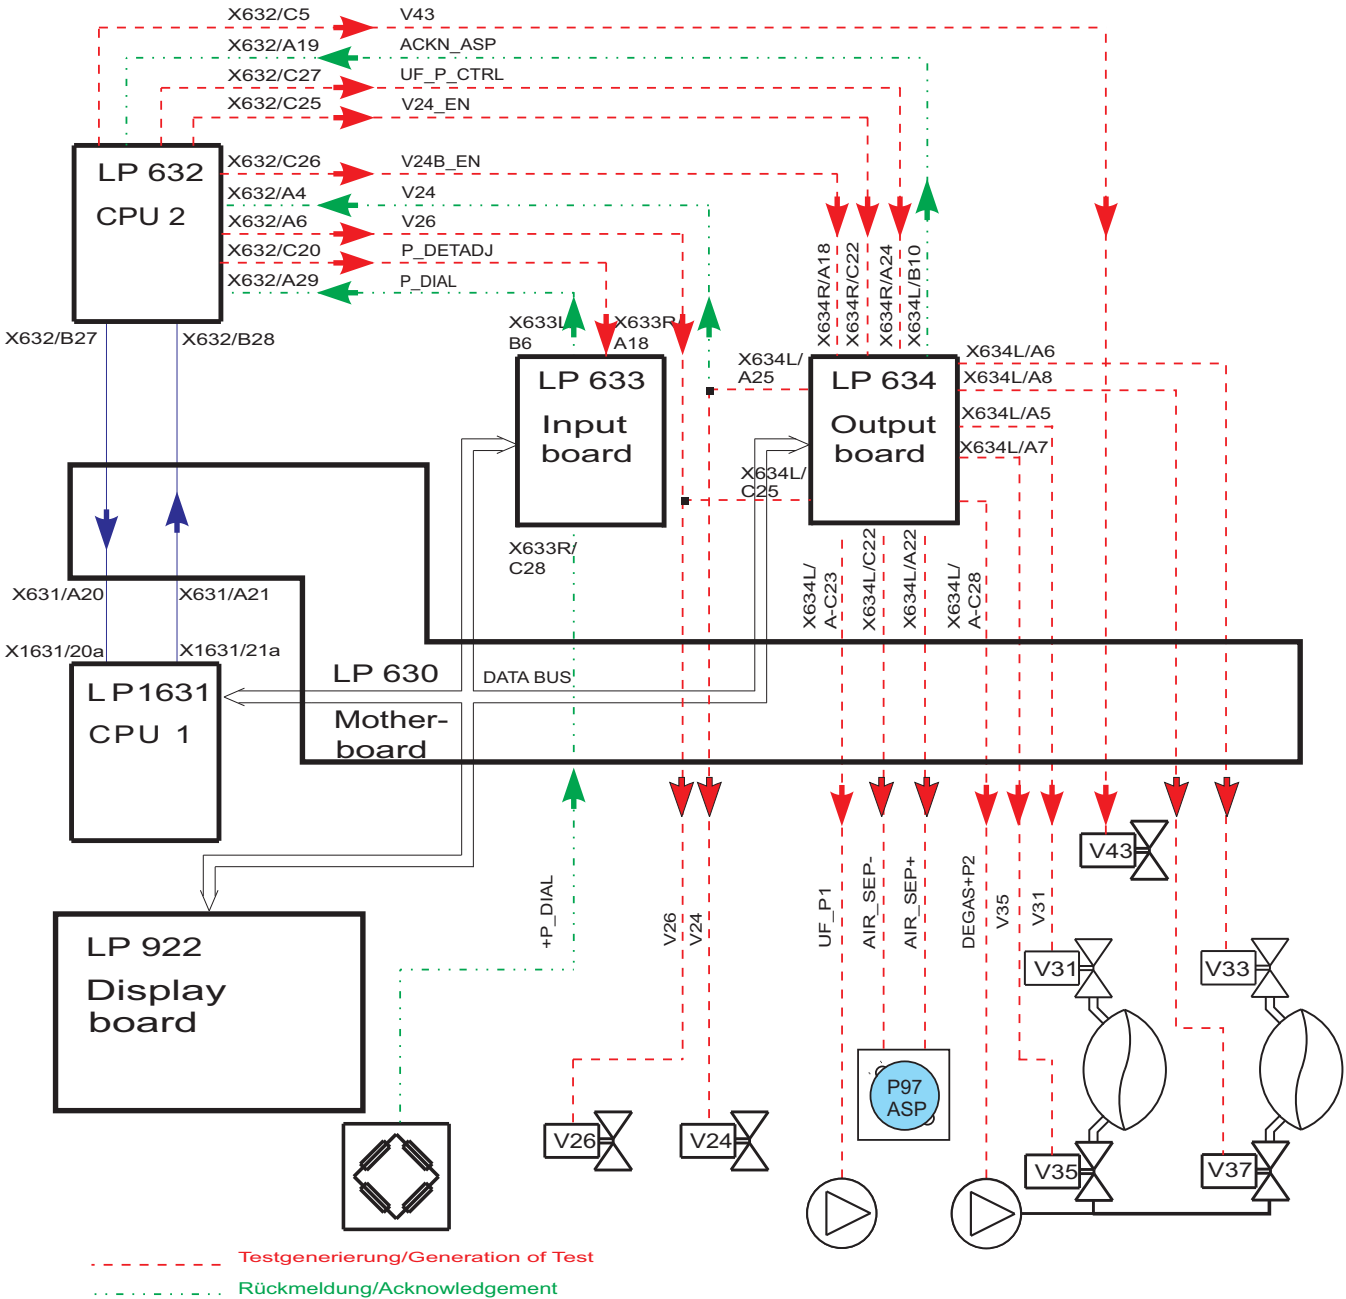 X632/C5 V43
X632/A19 ACKN_ASP
X632/C27 UF_P_CTRL
X632/C25 V24_EN
X632/C26 V24B_EN
X632/A4 V24
X632/A6 V26
X632/C20 P_DETADJ
X632/A29 P_DIAL
LP 632
CPU 2
X632/B27 X632/B28
X633L/
B6
X633R/
A18
X634R/A18
X634R/C22
X634R/A24
X634L/B10
LP 633
Input
board
X634L/
A25
X634L/
C25
LP 634
Output
board
X634L/A6
X634L/A8
X634L/A5
X634L/A7
X633R/
C28
X634L/
A-C23
X634L/C22
X634L/A22
X634L/
A-C28
X631/A20 X631/A21
X1631/20a X1631/21a
LP1631
CPU 1
LP 630
Mother-
board
DATA BUS
LP 922
Display
board
+P_DIAL
V26
V24
UF_P1
AIR_SEP-
AIR_SEP+
DEGAS+P2
V35
V31
V43
V31
V33
P97
ASP
V26
V24
V35
V37
Testgenerierung/Generation of Test
Rückmeldung/Acknowledgement